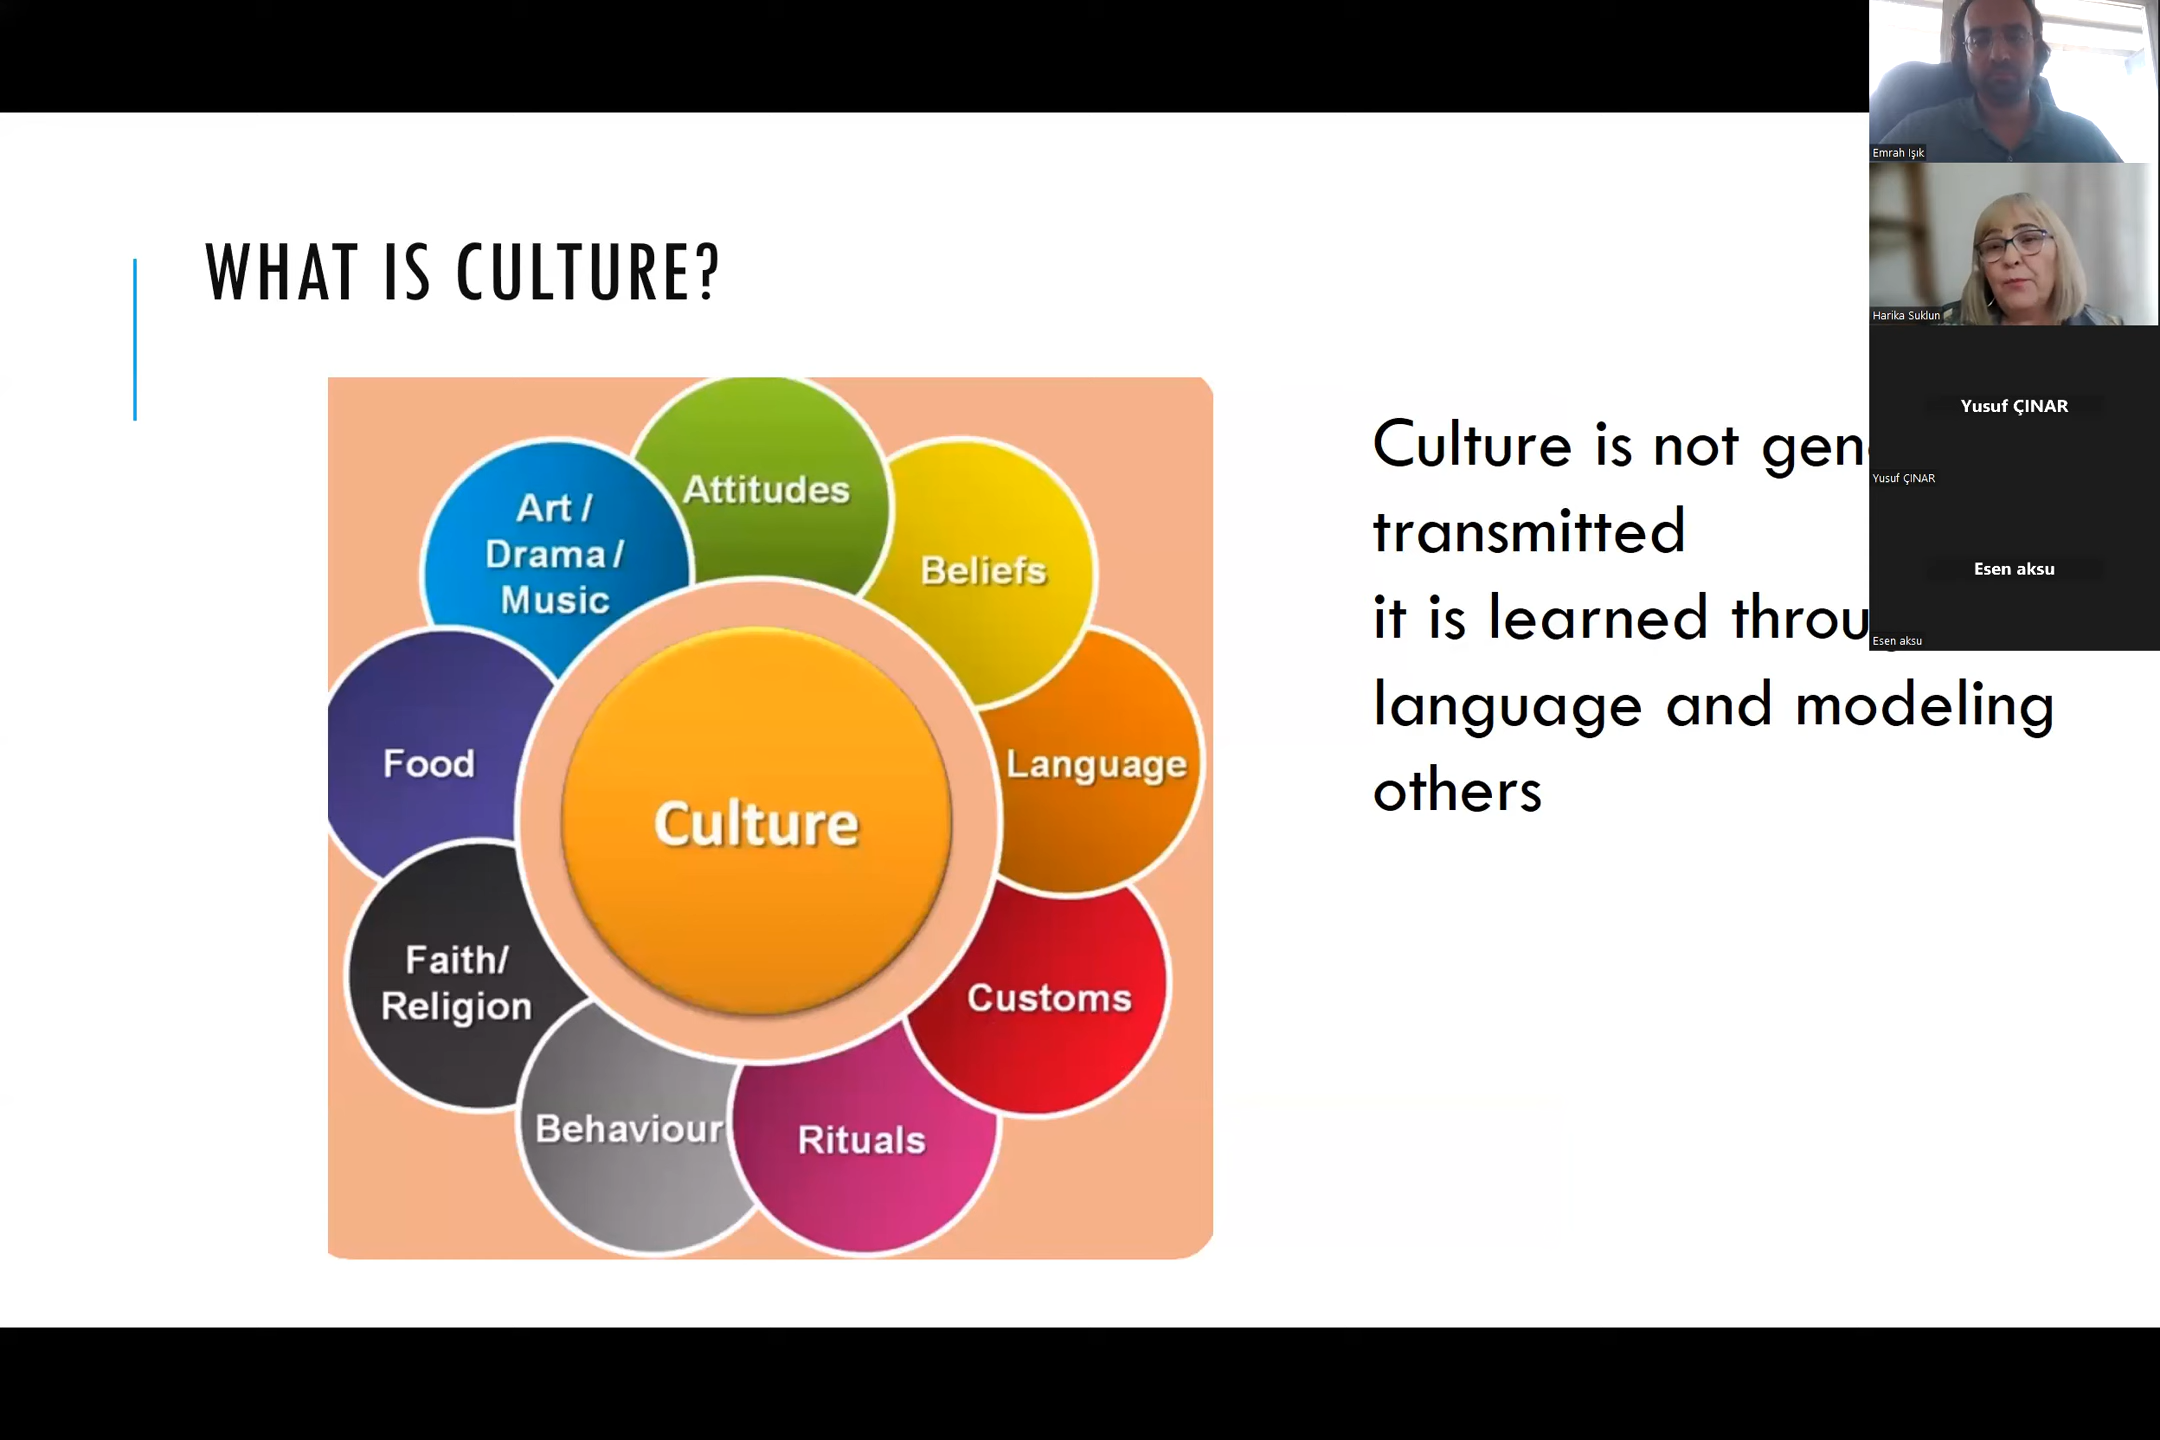 WHAT IS CULTURE?
Attitudes
Art /
Drama /
Music
Beliefs
Food
Language
Culture
Faith/
Religion
Customs
Behaviour
Rituals
Culture is not
transmitted
it is learned
language and modeling
others
Emrah Işık
Harika Suklun
Yusuf ÇINAR
Yusuf ÇINAR
Esen aksu
Esen aksu